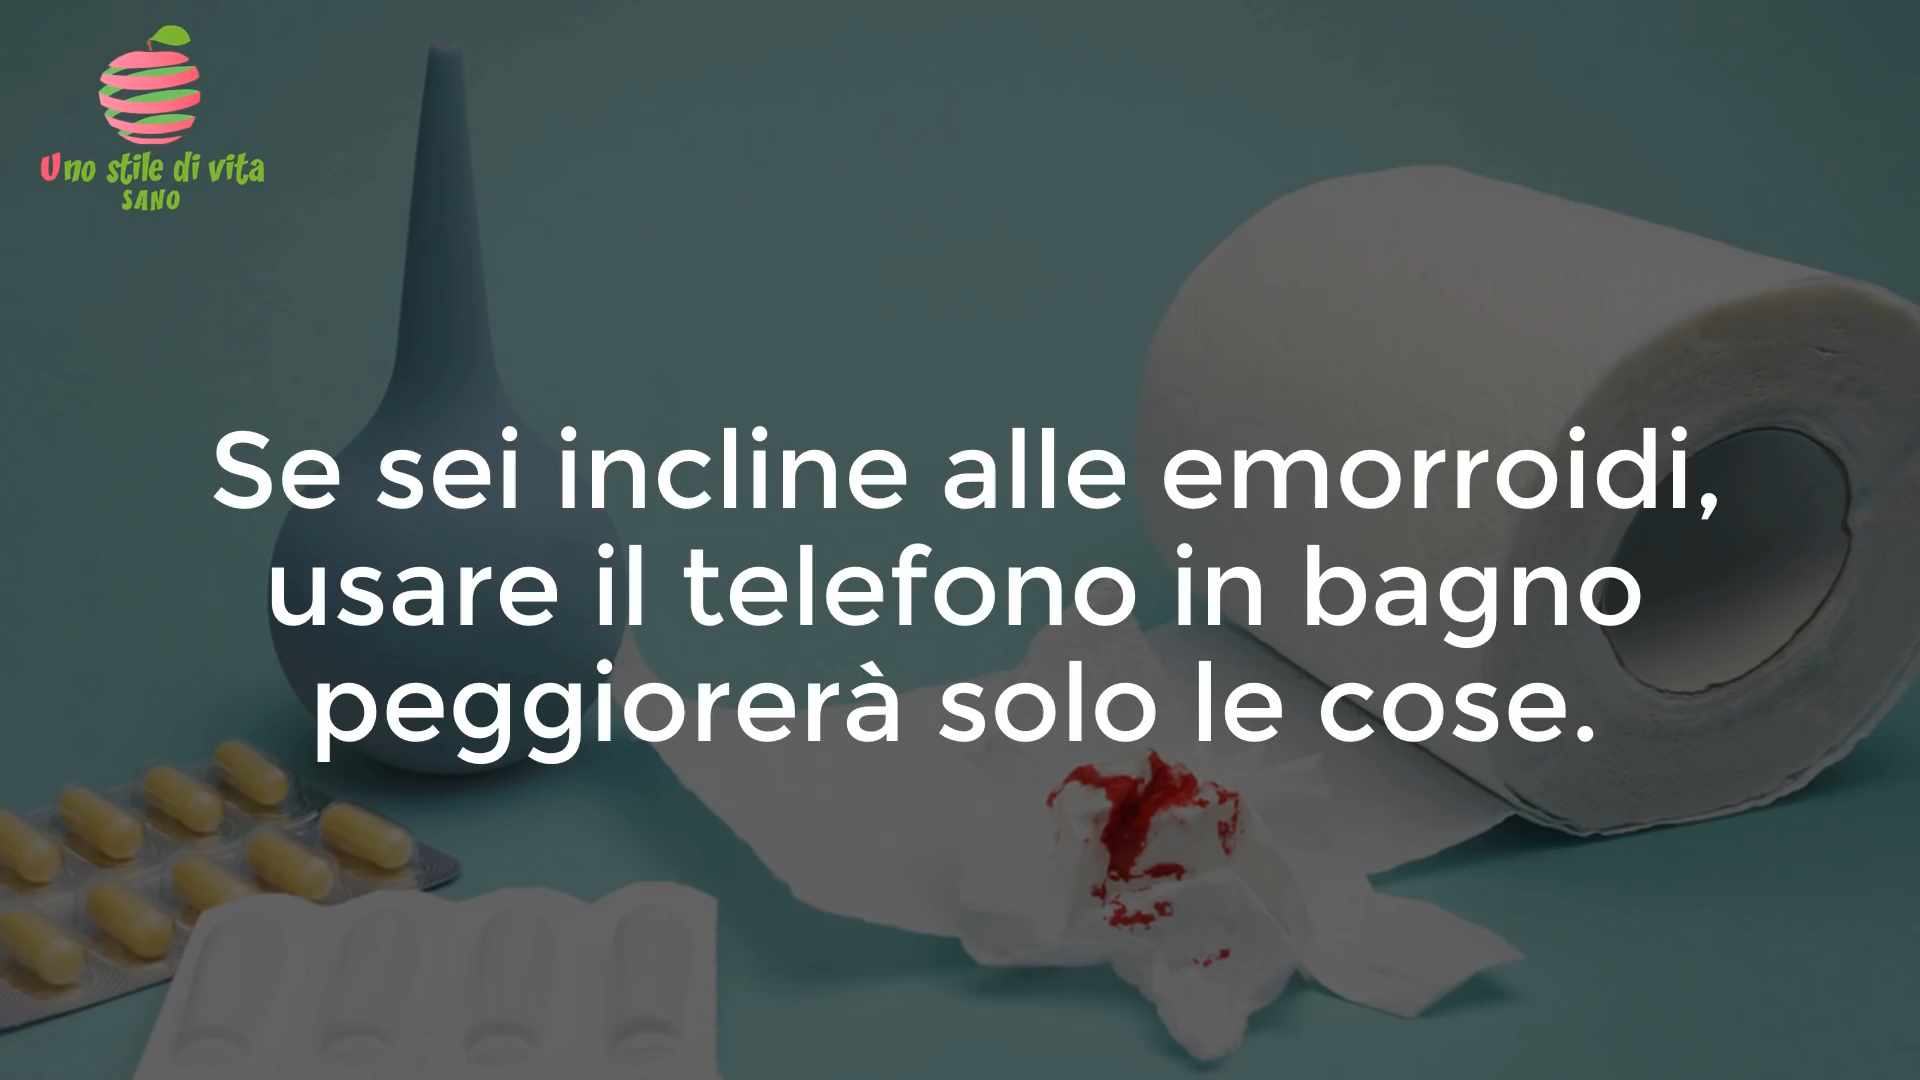 Uno stile di vita
SANO
Se sei incline alle emorroidi,
usare il telefono in bagno
peggiorerà solo le cose.